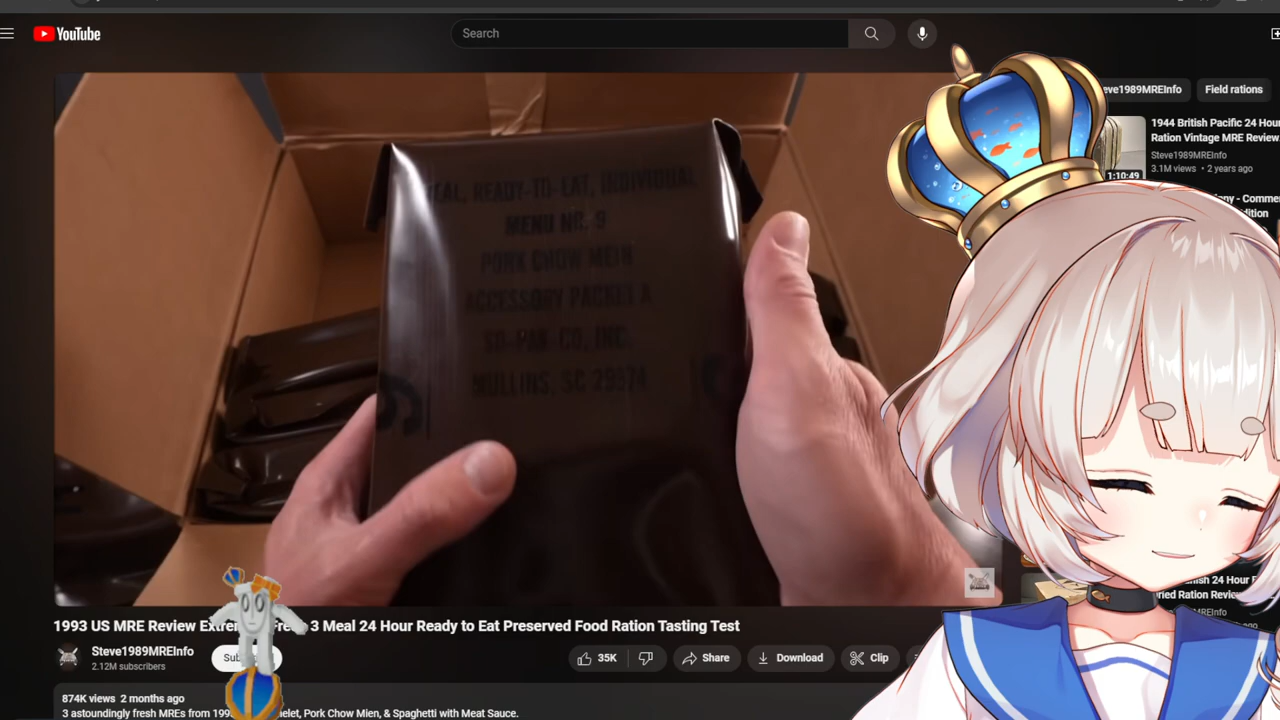 YouTube
Search
eve1989MREInfo
Field rations
MEAL, READY-TO-EAT, INDIVIDUAL
MENU NR. 9
PORK CHOW MEIN
ACCESSORY PACKET A
SO-PAK-CO, INC.
MULLINS, SC 29574
1944 British Pacific 24 Hour
Ration Vintage MRE Review
Steve1989MREInfo
3.1M views • 2 years ago
1:10:49
24 Hour
Ration
1993 US MRE Review 3 Meal 24 Hour Ready to Eat Preserved Food Ration Tasting Test
Steve1989MREInfo
2.12M subscribers
35K
Share
Download
Clip
874K views 2 months ago
3 astoundingly fresh MREs from Pork Chow Mien, & Spaghetti with Meat Sauce.